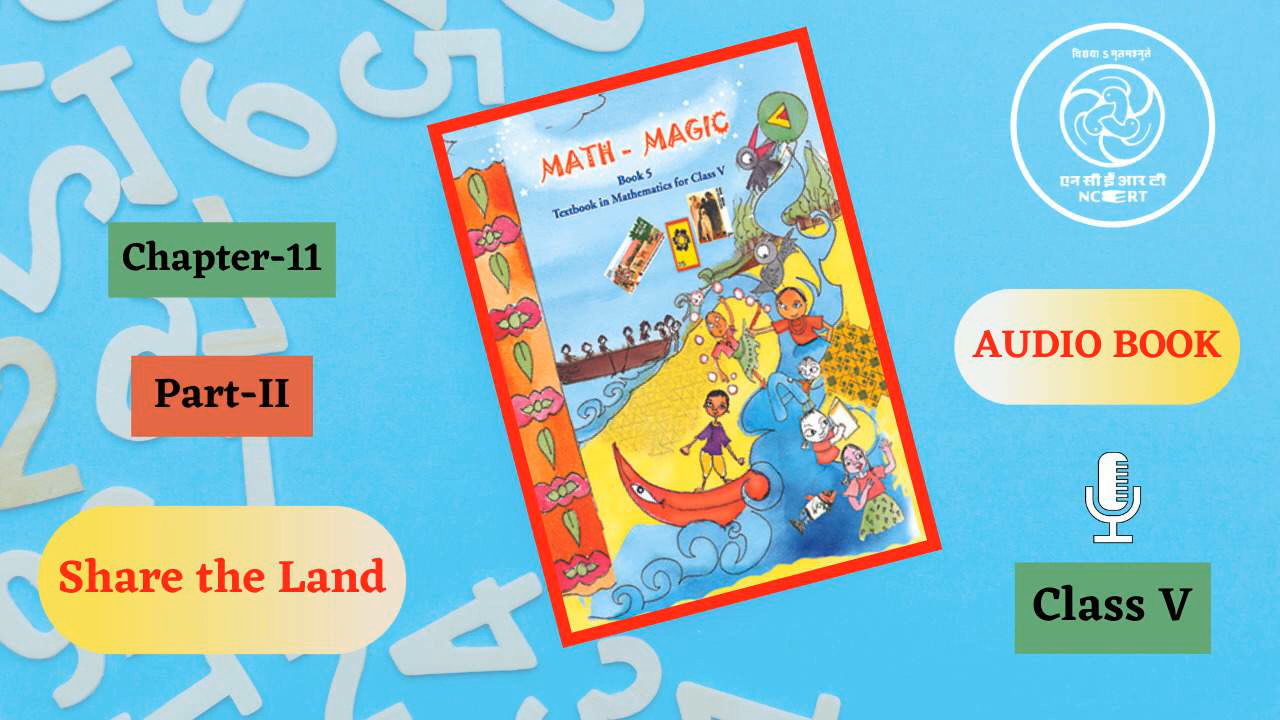 Chapter-11
Part-II
Share the Land
MATH - MAGIC
Book 5
Textbook in Mathematics for Class V
विद्यया ऽ मृतमश्नुते
एन सी ई आर टी
NCERT
AUDIO BOOK
Class V